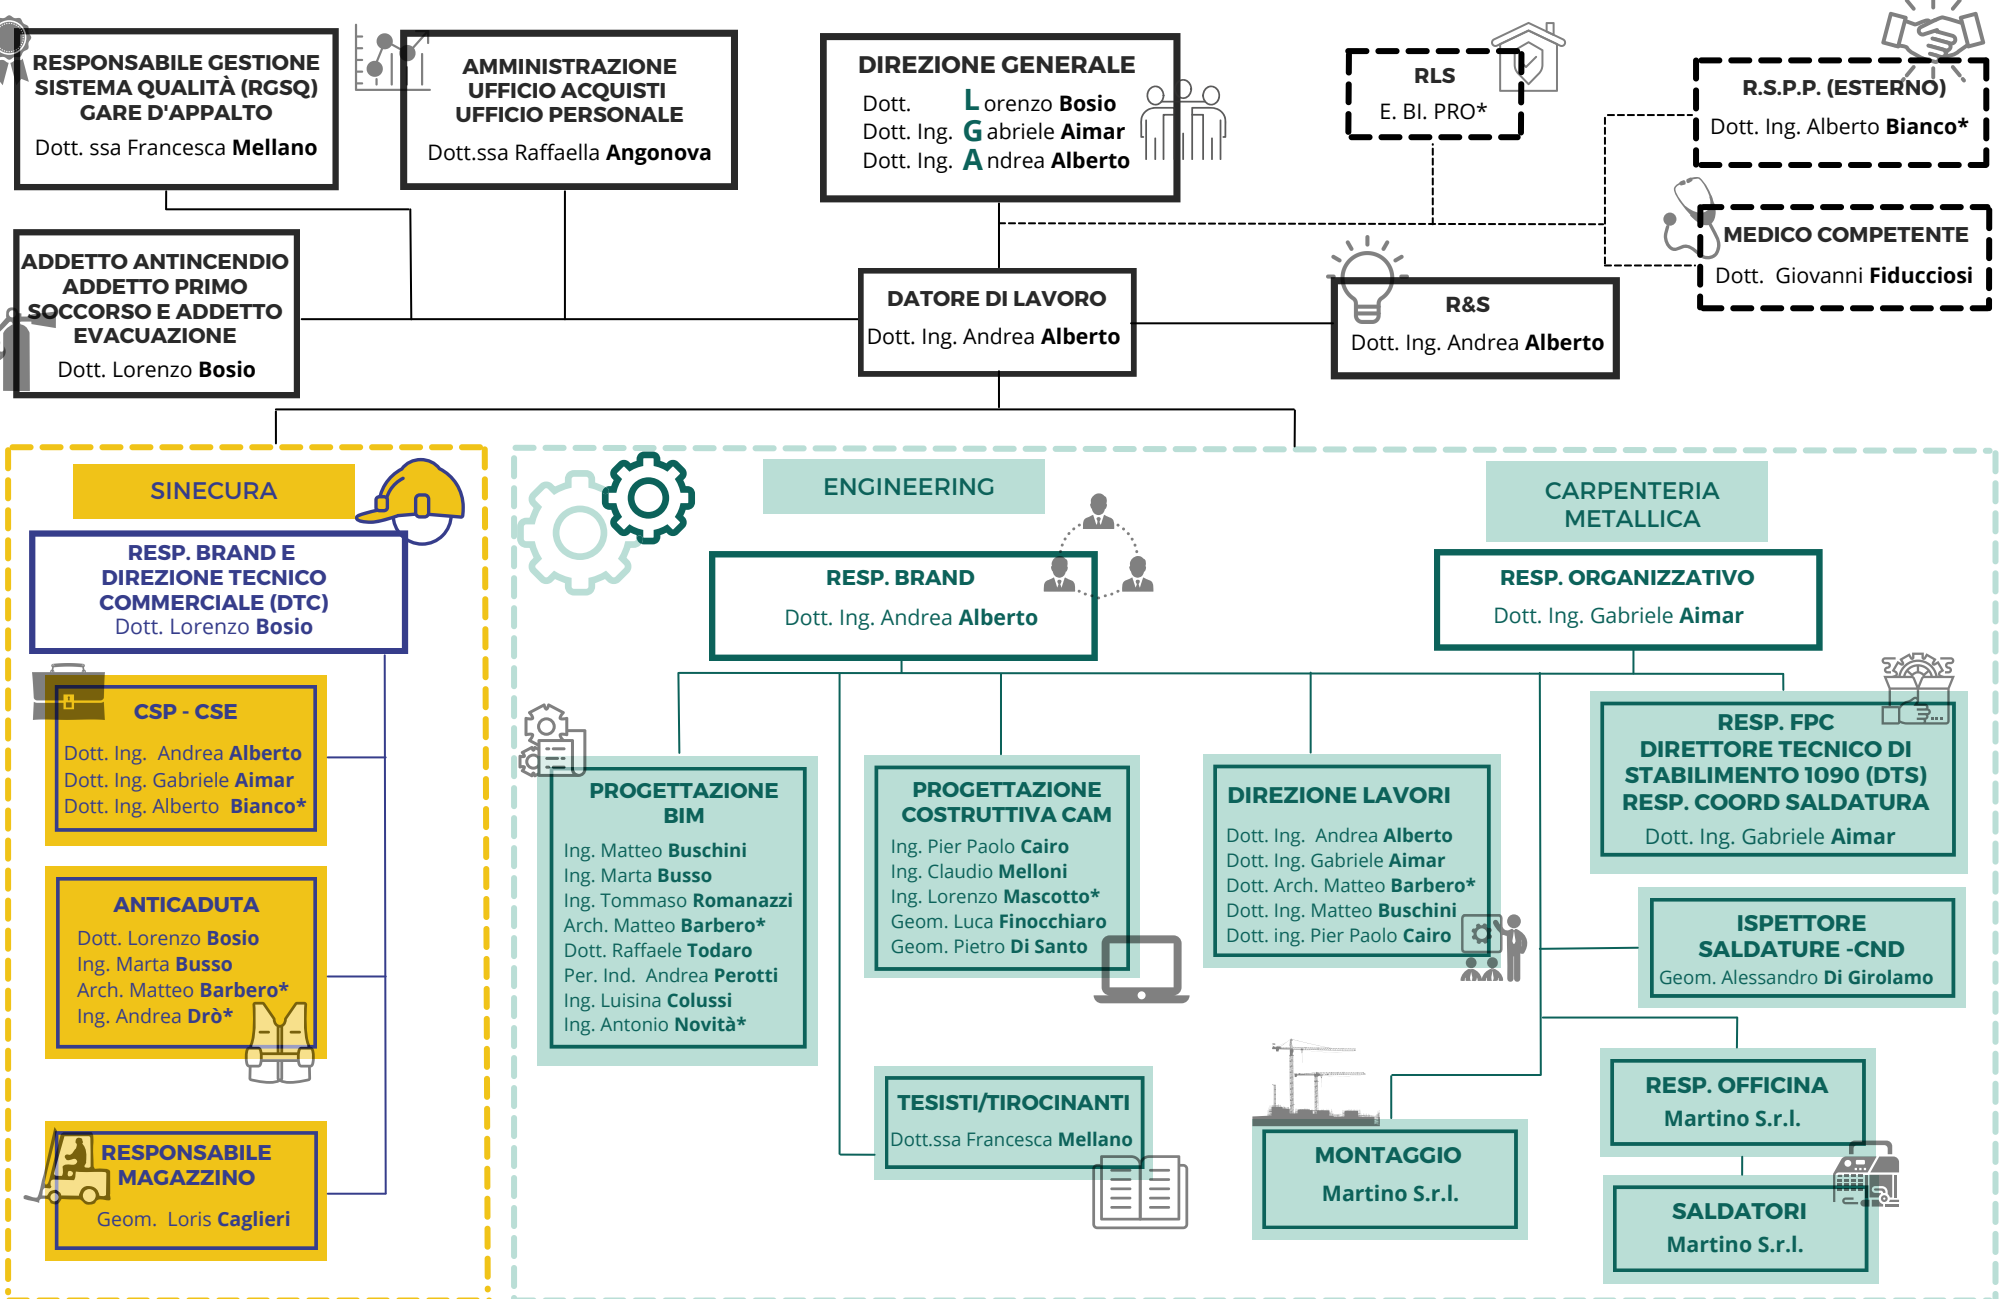 RESPONSABILE GESTIONE
SISTEMA QUALITÀ (RGSQ)
GARE D'APPALTO
Dott. ssa Francesca Mellano
AMMINISTRAZIONE
UFFICIO ACQUISTI
UFFICIO PERSONALE
Dott.ssa Raffaella Angonova
DIREZIONE GENERALE
Dott. Lorenzo Bosio
Dott. Ing. Gabriele Aimar
Dott. Ing. Andrea Alberto
RLS
E. BI. PRO*
R.S.P.P. (ESTERNO)
Dott. Ing. Alberto Bianco*
MEDICO COMPETENTE
Dott. Giovanni Fiducciosi
ADDETTO ANTINCENDIO
ADDETTO PRIMO
SOCCORSO E ADDETTO
EVACUAZIONE
Dott. Lorenzo Bosio
DATORE DI LAVORO
Dott. Ing. Andrea Alberto
R&S
Dott. Ing. Andrea Alberto
SINECURA
RESP. BRAND E
DIREZIONE TECNICO
COMMERCIALE (DTC)
Dott. Lorenzo Bosio
CSP - CSE
Dott. Ing. Andrea Alberto
Dott. Ing. Gabriele Aimar
Dott. Ing. Alberto Bianco*
ANTICADUTA
Dott. Lorenzo Bosio
Ing. Marta Busso
Arch. Matteo Barbero*
Ing. Andrea Drò*
RESPONSABILE
MAGAZZINO
Geom. Loris Caglieri
ENGINEERING
RESP. BRAND
Dott. Ing. Andrea Alberto
CARPENTERIA
METALLICA
RESP. ORGANIZZATIVO
Dott. Ing. Gabriele Aimar
PROGETTAZIONE
BIM
Ing. Matteo Buschini
Ing. Marta Busso
Ing. Tommaso Romanazzi
Arch. Matteo Barbero*
Dott. Raffaele Todaro
Per. Ind. Andrea Perotti
Ing. Luisina Colussi
Ing. Antonio Novità*
PROGETTAZIONE
COSTRUTTIVA CAM
Ing. Pier Paolo Cairo
Ing. Claudio Melloni
Ing. Lorenzo Mascotto*
Geom. Luca Finocchiaro
Geom. Pietro Di Santo
DIREZIONE LAVORI
Dott. Ing. Andrea Alberto
Dott. Ing. Gabriele Aimar
Dott. Arch. Matteo Barbero*
Dott. Ing. Matteo Buschini
Dott. ing. Pier Paolo Cairo
RESP. FPC
DIRETTORE TECNICO DI
STABILIMENTO 1090 (DTS)
RESP. COORD SALDATURA
Dott. Ing. Gabriele Aimar
ISPETTORE
SALDATURE -CND
Geom. Alessandro Di Girolamo
TESISTI/TIROCINANTI
Dott.ssa Francesca Mellano
MONTAGGIO
Martino S.r.l.
RESP. OFFICINA
Martino S.r.l.
SALDATORI
Martino S.r.l.